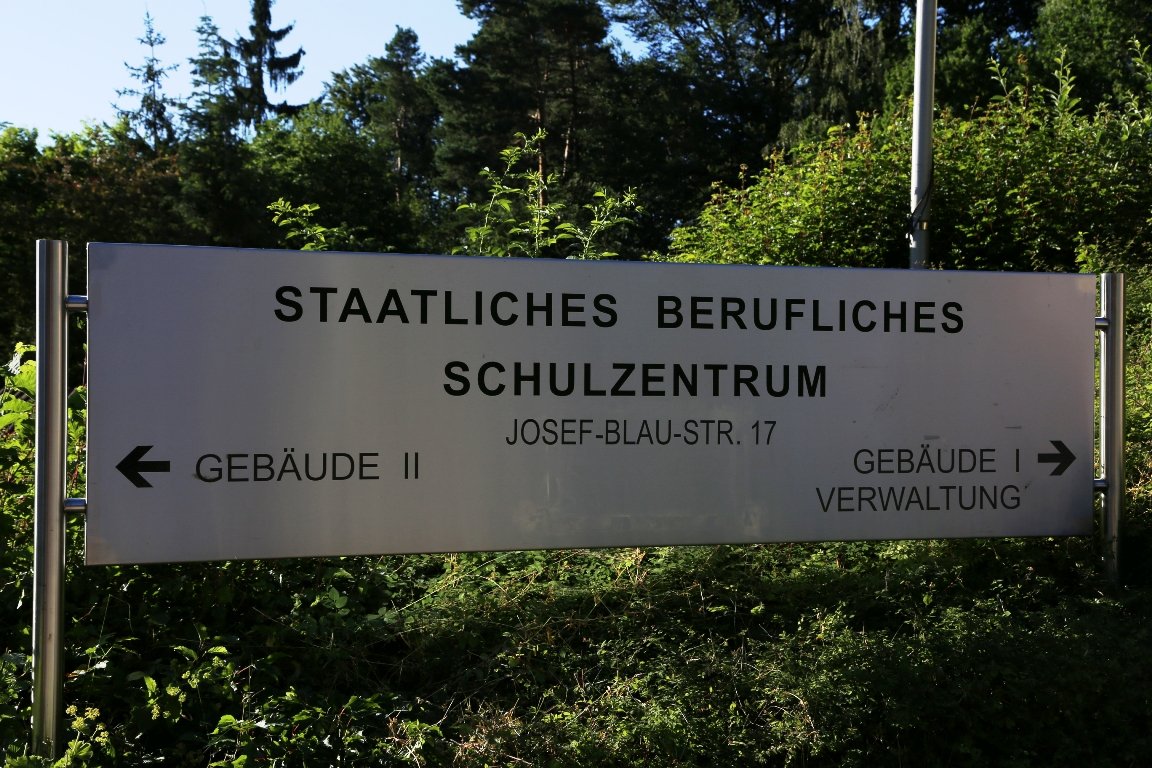 STAATLICHES BERUFLICHES
SCHULZENTRUM
JOSEF-BLAU-STR. 17
GEBÄUDE II
GEBÄUDE I
VERWALTUNG